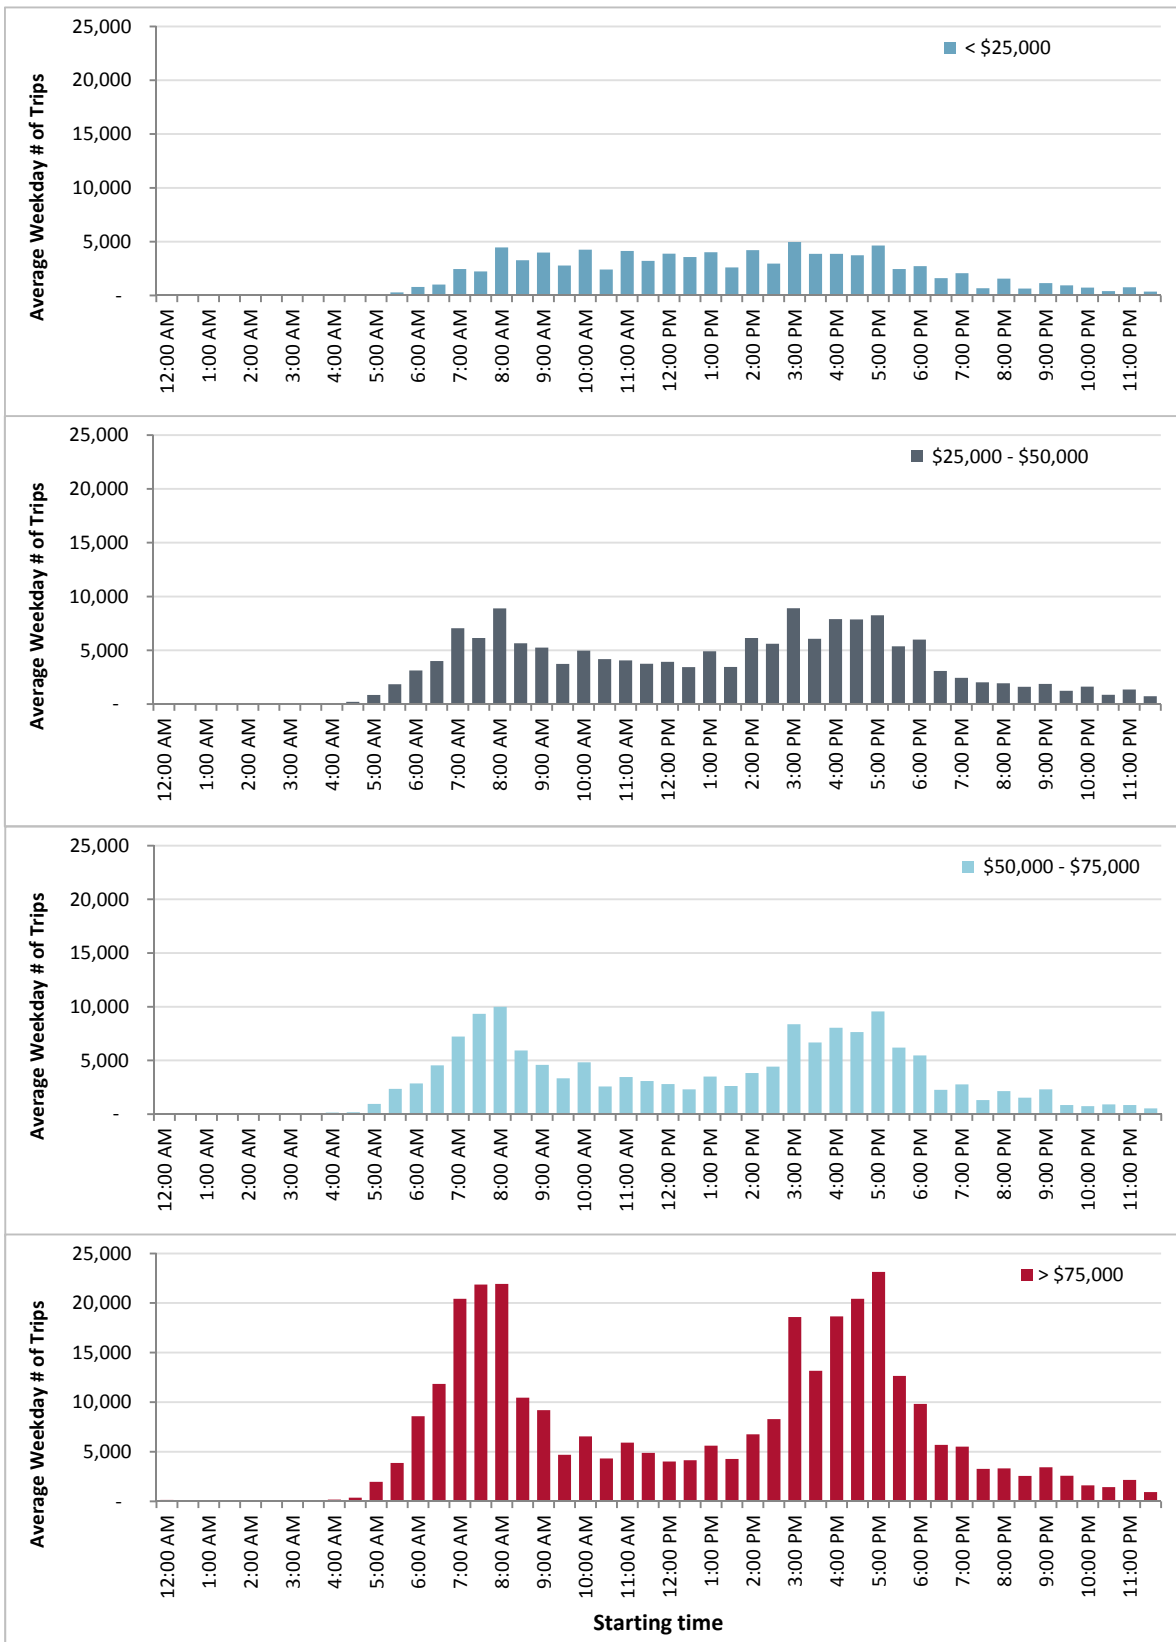 25,000
20,000
15,000
10,000
5,000
-
Average Weekday # of Trips
< $25,000
12:00 AM
1:00 AM
2:00 AM
3:00 AM
4:00 AM
5:00 AM
6:00 AM
7:00 AM
8:00 AM
9:00 AM
10:00 AM
11:00 AM
12:00 PM
1:00 PM
2:00 PM
3:00 PM
4:00 PM
5:00 PM
6:00 PM
7:00 PM
8:00 PM
9:00 PM
10:00 PM
11:00 PM
25,000
20,000
15,000
10,000
5,000
-
Average Weekday # of Trips
$25,000 - $50,000
12:00 AM
1:00 AM
2:00 AM
3:00 AM
4:00 AM
5:00 AM
6:00 AM
7:00 AM
8:00 AM
9:00 AM
10:00 AM
11:00 AM
12:00 PM
1:00 PM
2:00 PM
3:00 PM
4:00 PM
5:00 PM
6:00 PM
7:00 PM
8:00 PM
9:00 PM
10:00 PM
11:00 PM
25,000
20,000
15,000
10,000
5,000
-
Average Weekday # of Trips
$50,000 - $75,000
12:00 AM
1:00 AM
2:00 AM
3:00 AM
4:00 AM
5:00 AM
6:00 AM
7:00 AM
8:00 AM
9:00 AM
10:00 AM
11:00 AM
12:00 PM
1:00 PM
2:00 PM
3:00 PM
4:00 PM
5:00 PM
6:00 PM
7:00 PM
8:00 PM
9:00 PM
10:00 PM
11:00 PM
25,000
20,000
15,000
10,000
5,000
-
Average Weekday # of Trips
> $75,000
12:00 AM
1:00 AM
2:00 AM
3:00 AM
4:00 AM
5:00 AM
6:00 AM
7:00 AM
8:00 AM
9:00 AM
10:00 AM
11:00 AM
12:00 PM
1:00 PM
2:00 PM
3:00 PM
4:00 PM
5:00 PM
6:00 PM
7:00 PM
8:00 PM
9:00 PM
10:00 PM
11:00 PM
Starting time